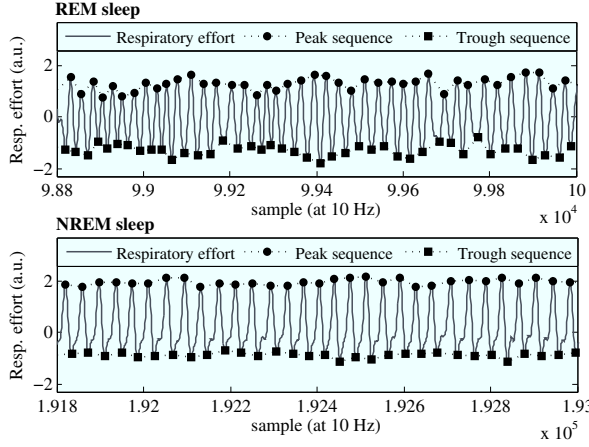 REM sleep
Respiratory effort Peak sequence Trough sequence
Resp. effort (a.u.)
2
0
−2
9.88 9.9 9.92 9.94 9.96 9.98 10
sample (at 10 Hz)
x 10^4
NREM sleep
Respiratory effort Peak sequence Trough sequence
Resp. effort (a.u.)
2
0
−2
1.918 1.92 1.922 1.924 1.926 1.928 1.93
sample (at 10 Hz)
x 10^5